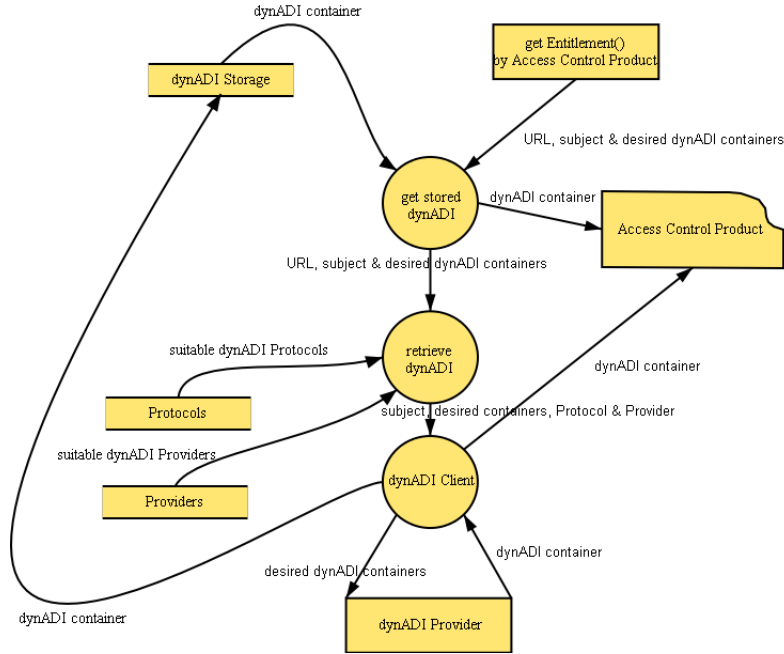 dynADI container
get Entitlement()
by Access Control Product
dynADI Storage
URL, subject & desired dynADI containers
get stored
dynADI
dynADI container
Access Control Product
URL, subject & desired dynADI containers
suitable dynADI Protocols
retrieve
dynADI
dynADI container
Protocols
subject, desired containers, Protocol & Provider
suitable dynADI Providers
dynADI Client
Providers
dynADI container
desired dynADI containers
dynADI container
dynADI Provider